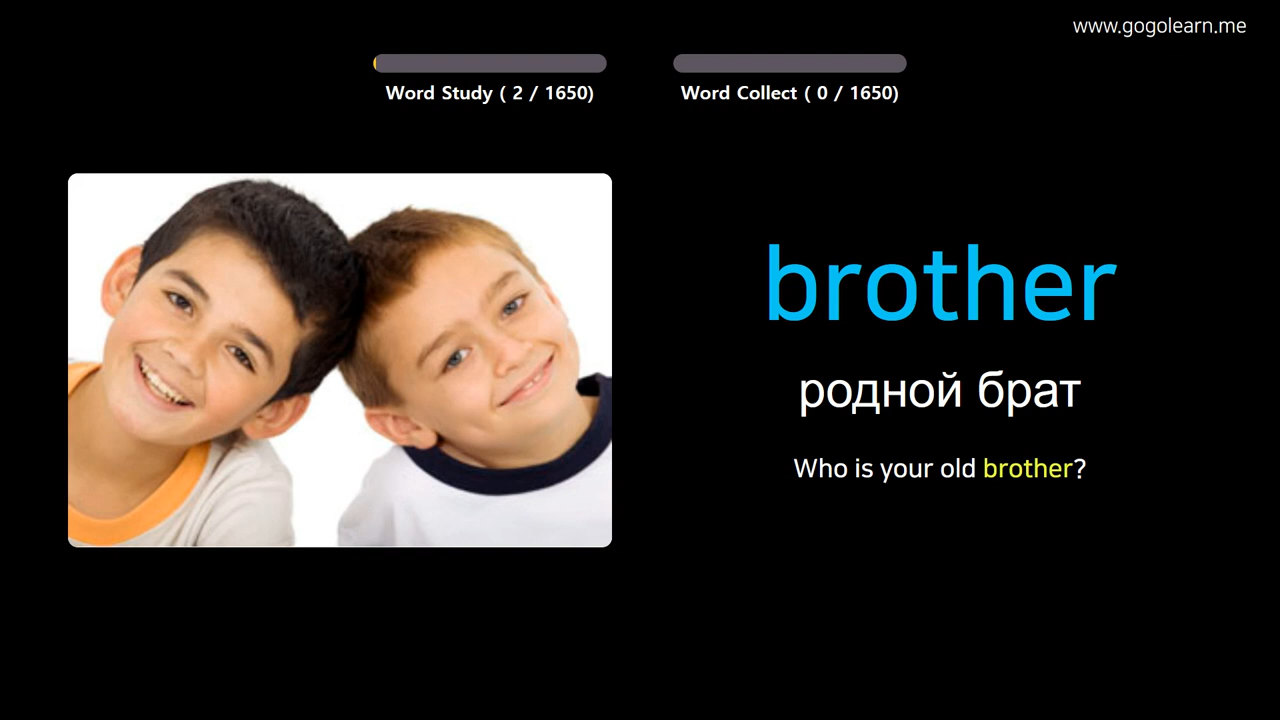 www.gogolearn.me
Word Study ( 2 / 1650)
Word Collect ( 0 / 1650)
brother
родной брат
Who is your old brother?